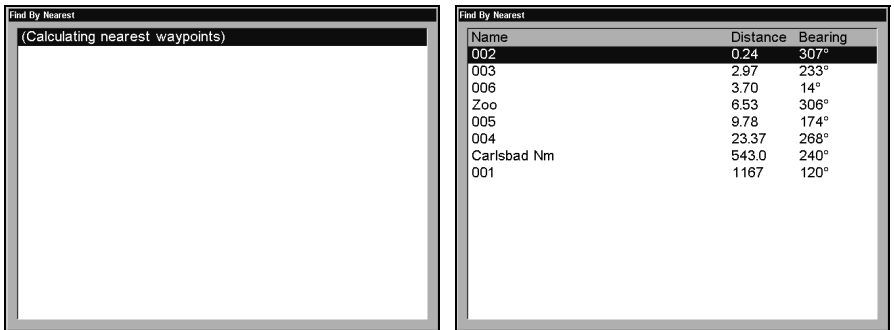 Find By Nearest
(Calculating nearest waypoints)
Find By Nearest
Name Distance Bearing
002 0.24 307°
003 2.97 233°
006 3.70 14°
Zoo 6.53 306°
005 9.78 174°
004 23.37 268°
Carlsbad Nm 543.0 240°
001 1167 120°